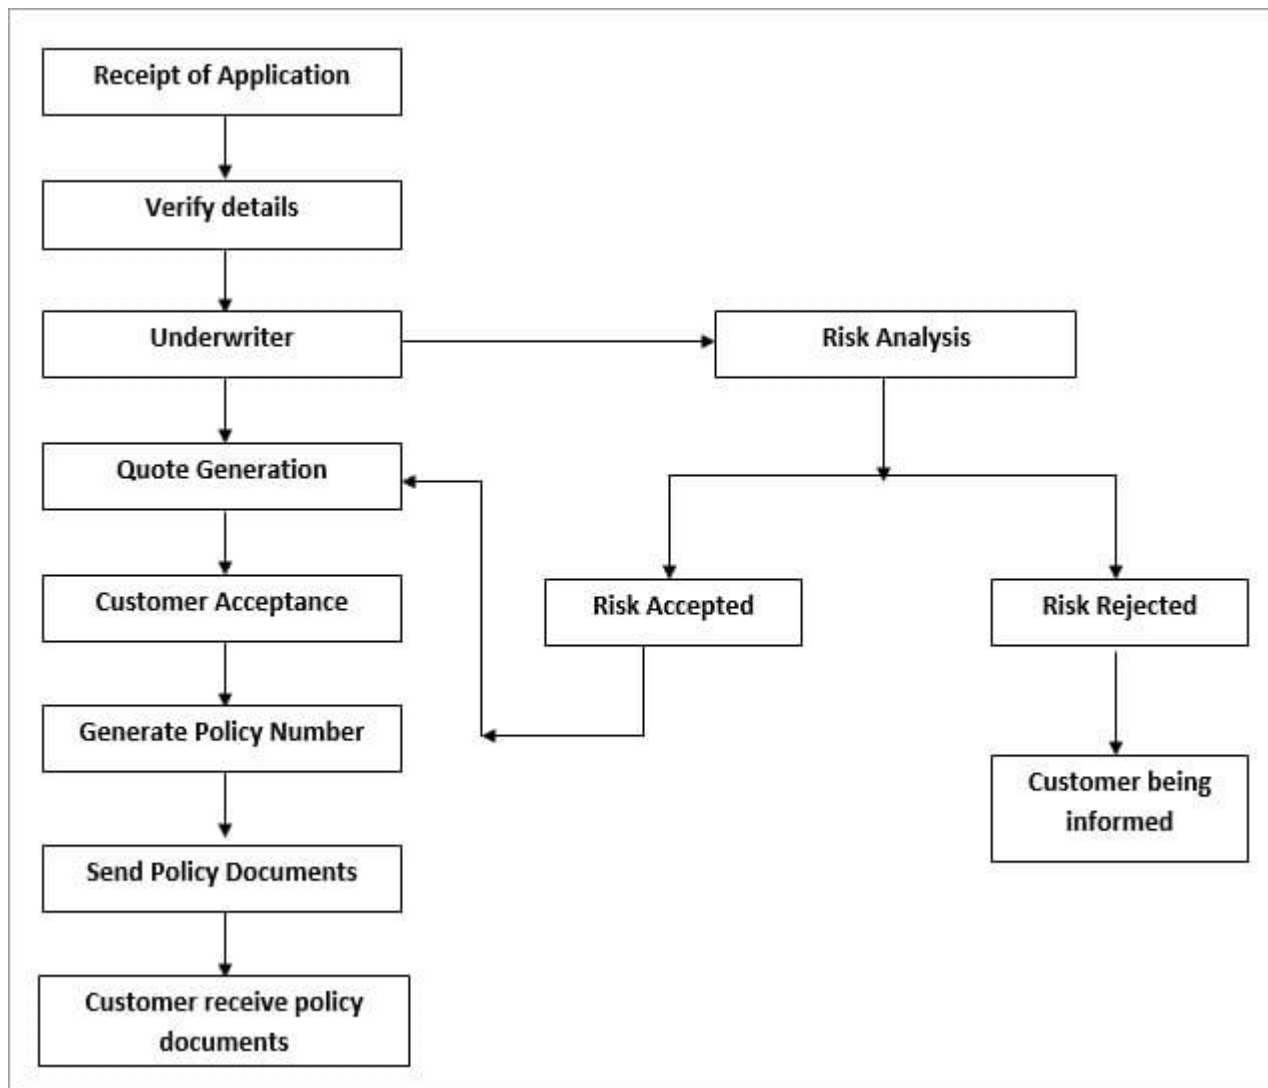 Receipt of Application
Verify details
Underwriter
Risk Analysis
Quote Generation
Customer Acceptance
Risk Accepted
Risk Rejected
Generate Policy Number
Customer being
informed
Send Policy Documents
Customer receive policy
documents